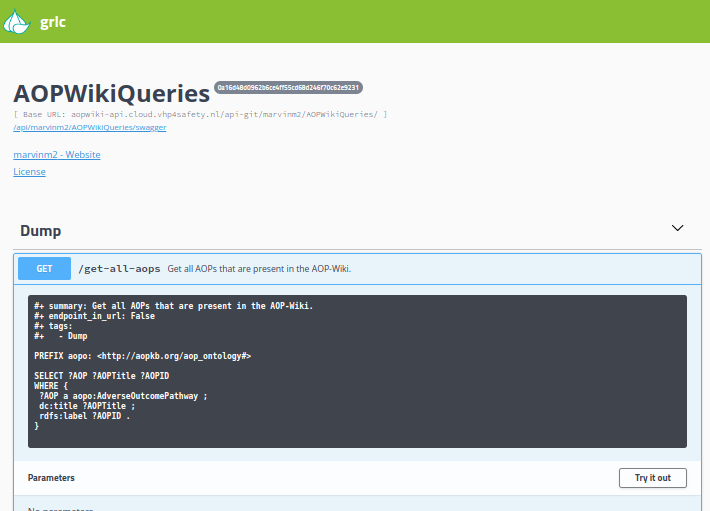 grlc
AOPWikiQueries 0a16d48d0962b6ce4ff55cd68d246f70c62e9231
[ Base URL: aopwiki-api.cloud.vhp4safety.nl/api-git/marvinm2/AOPWikiQueries/ ]
/api/marvinm2/AOPWikiQueries/swagger
marvinm2 - Website
License
Dump
GET /get-all-aops Get all AOPs that are present in the AOP-Wiki.
#+ summary: Get all AOPs that are present in the AOP-Wiki.
#+ endpoint_in_url: False
#+ tags:
#+   - Dump
PREFIX aopo: <http://aopkb.org/aop_ontology#>
SELECT ?AOP ?AOPTitle ?AOPID
WHERE {
 ?AOP a aopo:AdverseOutcomePathway ;
 dc:title ?AOPTitle ;
 rdfs:label ?AOPID .
}
Parameters Try it out
No parameters